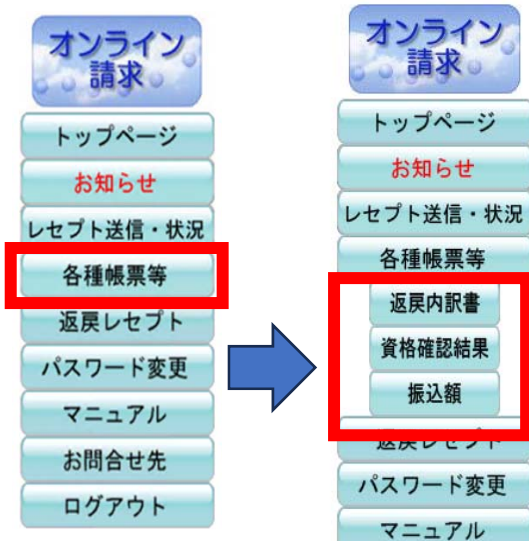 オンライン
請求
トップページ
お知らせ
レセプト送信・状況
各種帳票等
返戻レセプト
パスワード変更
マニュアル
お問合せ先
ログアウト
オンライン
請求
トップページ
お知らせ
レセプト送信・状況
各種帳票等
返戻内訳書
資格確認結果
振込額
返戻レセプト
パスワード変更
マニュアル